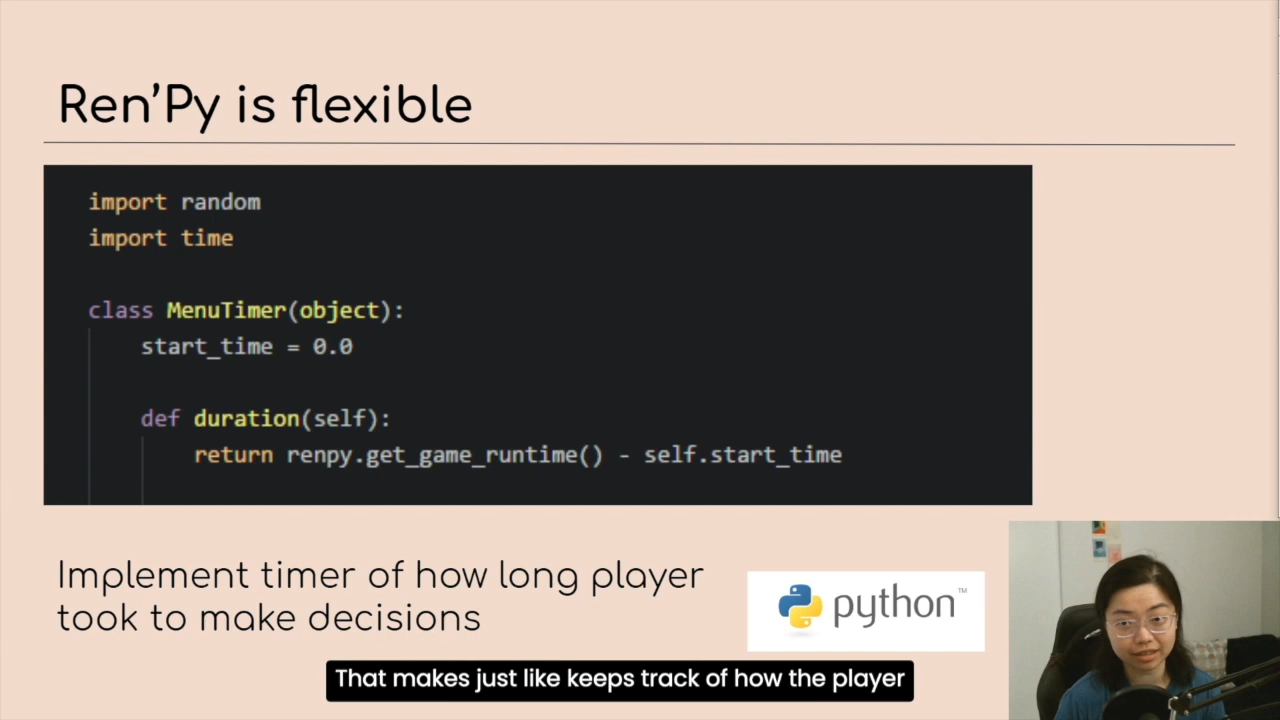 Ren'Py is flexible
import random
import time
class MenuTimer(object):
start_time = 0.0
def duration(self):
return renpy.get_game_runtime() - self.start_time
Implement timer of how long player
took to make decisions
python™
That makes just like keeps track of how the player